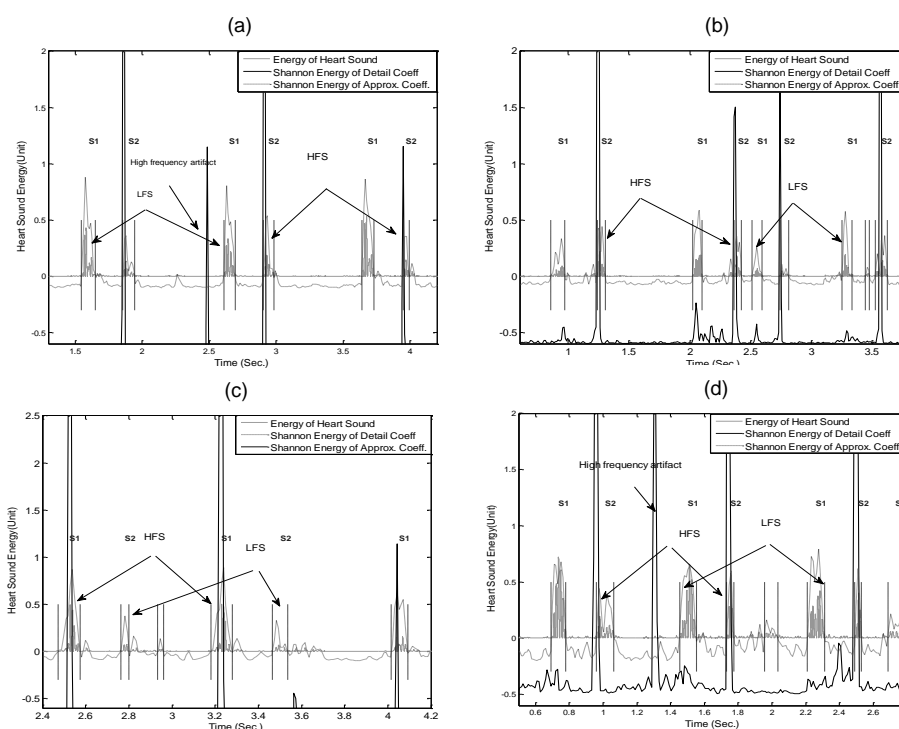 (a)
2
1.5
1
0.5
0
-0.5
Heart Sound Energy(Unit)
Energy of Heart Sound
Shannon Energy of Detail Coeff
Shannon Energy of Approx. Coeff.
S1
S2
S1
S2
S1
S2
High frequency artifact
LFS
HFS
1.5
2
2.5
3
3.5
4
Time (Sec.)
(b)
2
1.5
1
0.5
0
-0.5
Heart Sound Energy(Unit)
Energy of Heart Sound
Shannon Energy of Detail Coeff
Shannon Energy of Approx. Coeff
S1
S2
S1
S2
S1
S2
S1
S2
HFS
LFS
1
1.5
2
2.5
3
3.5
Time (Sec.)
(c)
2.5
2
1.5
1
0.5
0
-0.5
Heart Sound Energy(Unit)
Energy of Heart Sound
Shannon Energy of Detail Coeff
Shannon Energy of Approx. Coeff.
S1
S2
HFS
S1
LFS
S2
S1
2.4
2.6
2.8
3
3.2
3.4
3.6
3.8
4
4.2
Time (Sec.)
(d)
2
1.5
1
0.5
0
-0.5
Heart Sound Energy(Unit)
Energy of Heart Sound
Shannon Energy of Detail Coeff
Shannon Energy of Approx. Coeff
High frequency artifact
S1
S2
S1
S2
S1
S2
HFS
LFS
0.6
0.8
1
1.2
1.4
1.6
1.8
2
2.2
2.4
2.6
Time (Sec.)